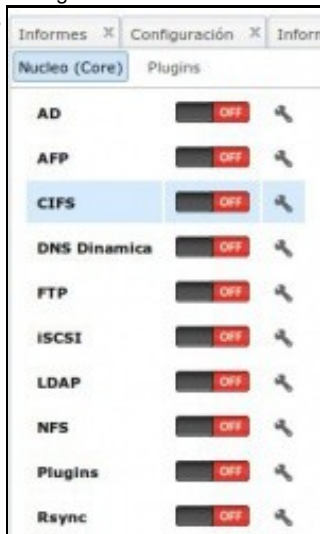 Informes X Configuración X Inform
Nucleo (Core) Plugins
AD OFF
AFP OFF
CIFS OFF
DNS Dinamica OFF
FTP OFF
iSCSI OFF
LDAP OFF
NFS OFF
Plugins OFF
Rsync OFF